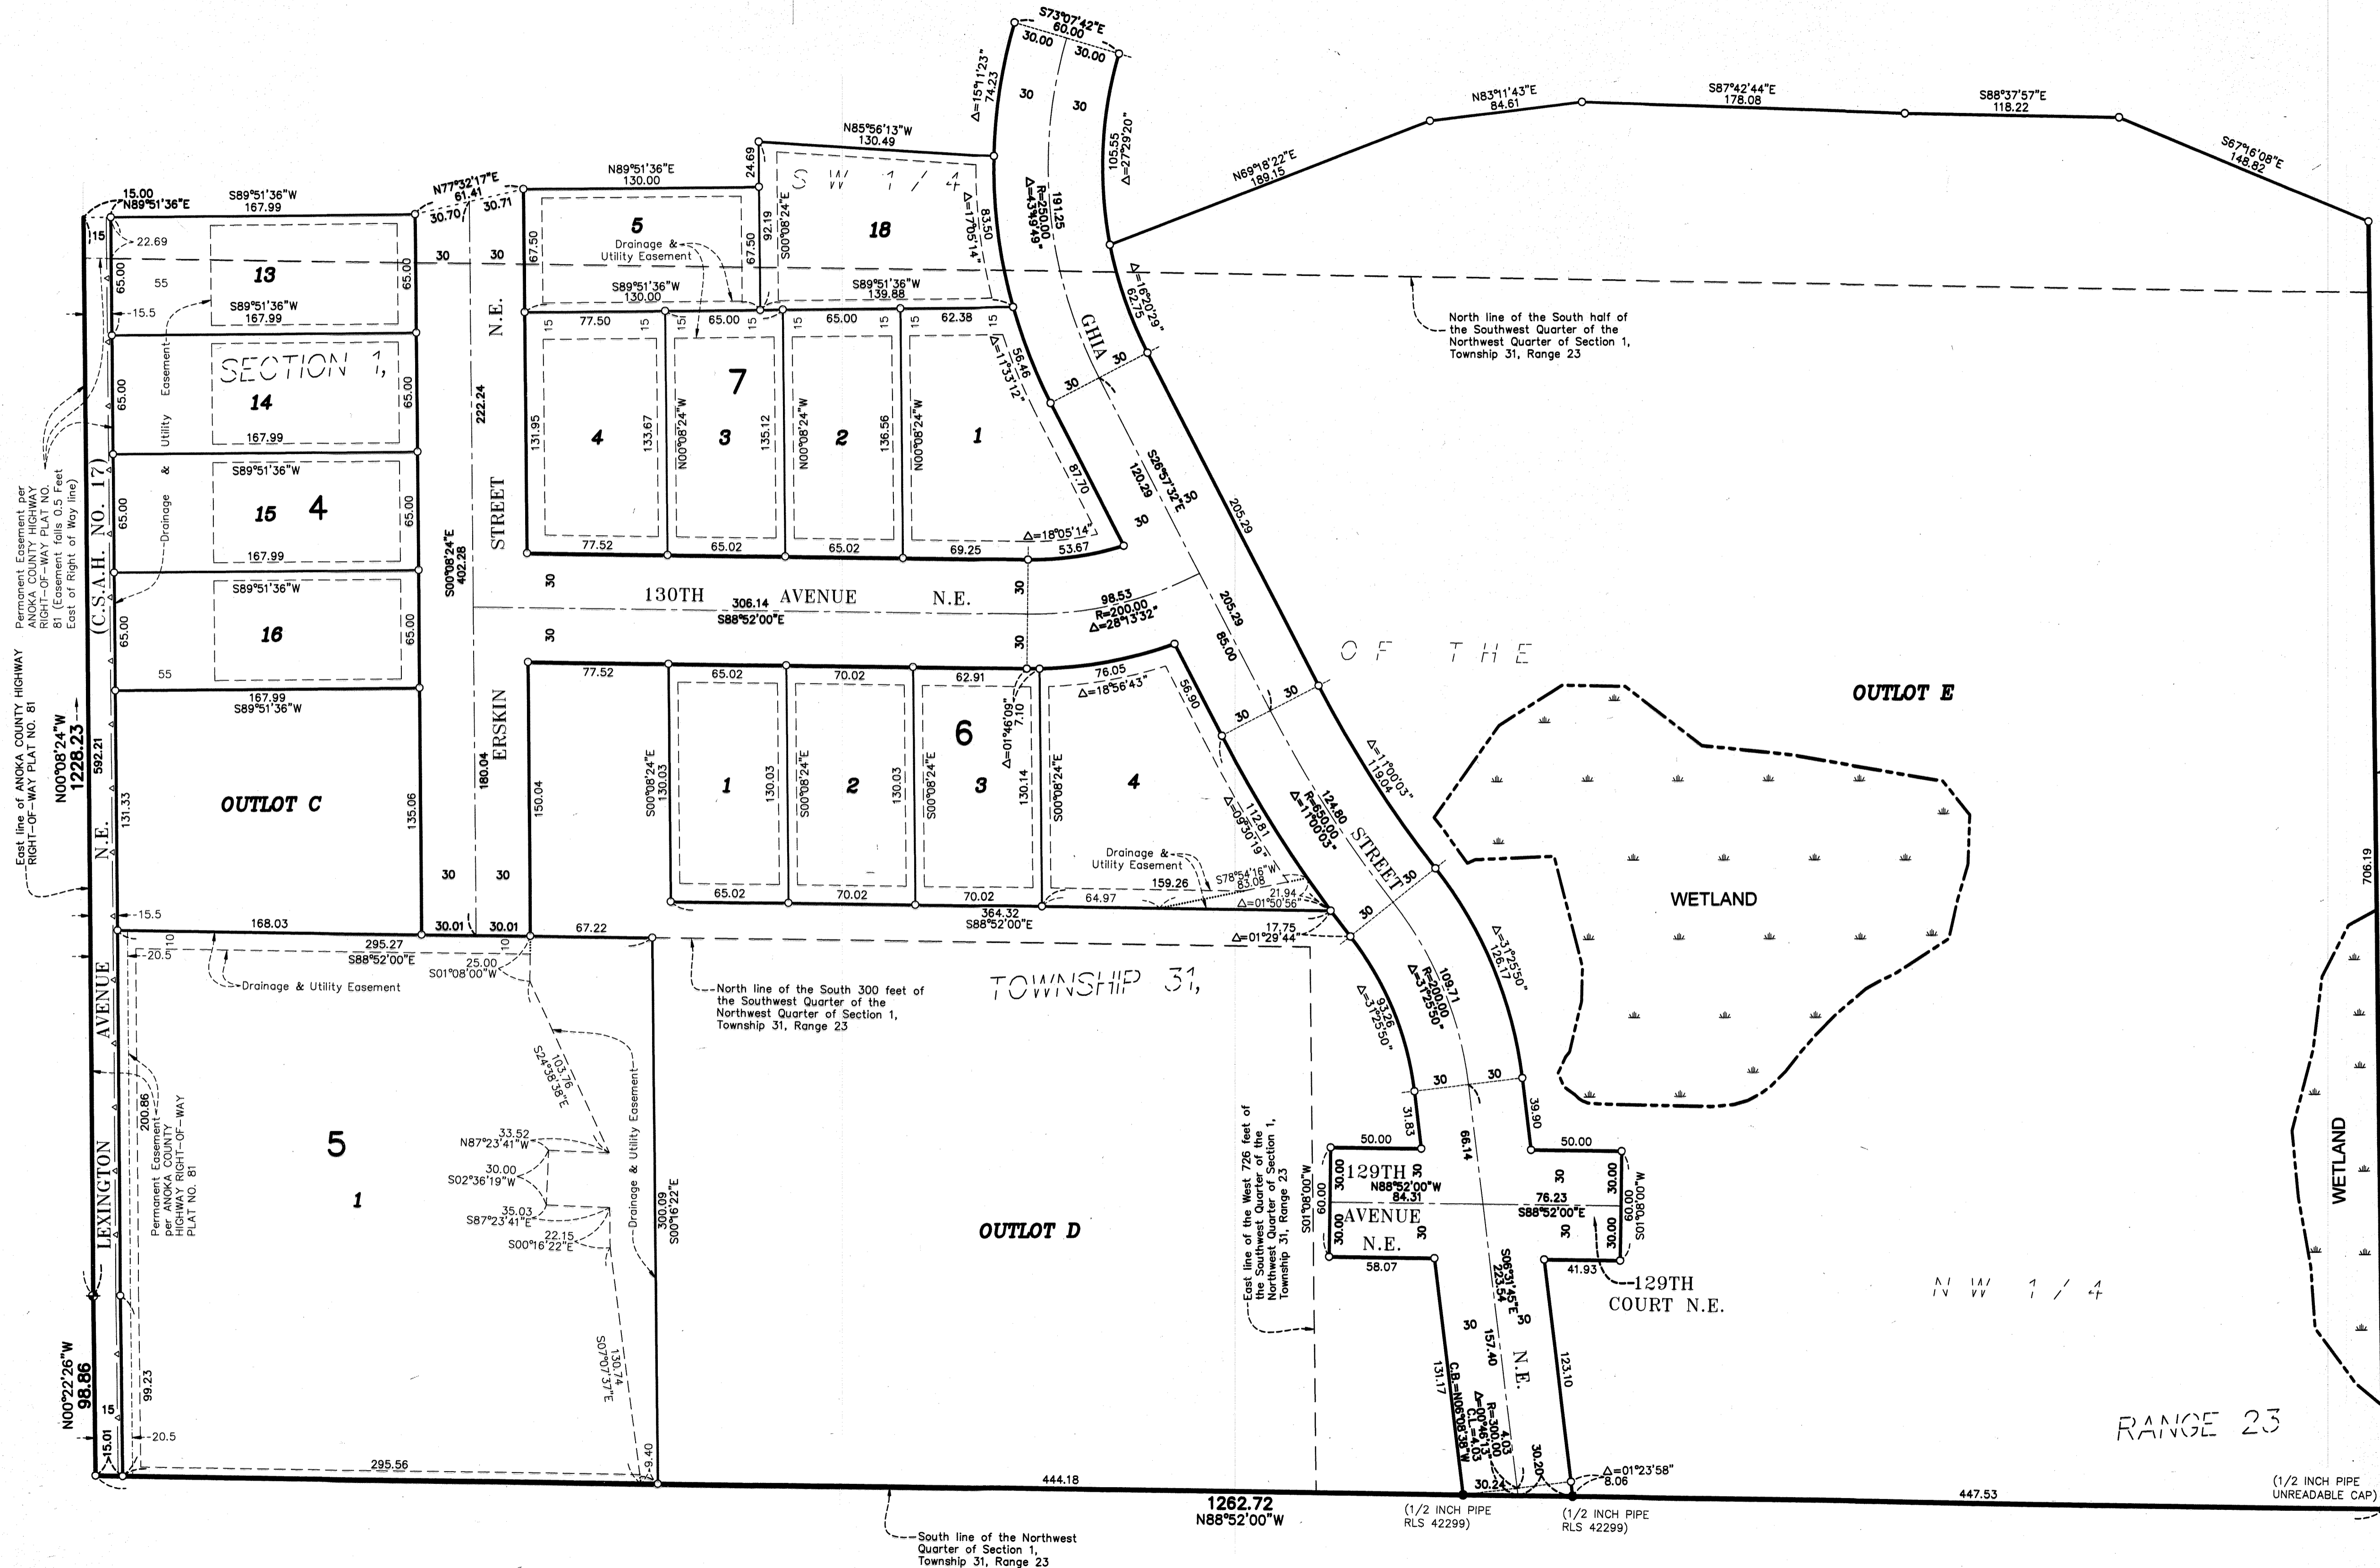 S73°07'42"E
60.00
30.00
30.00
Δ=15°11'23"
74.23
30
30
105.55
Δ=27°29'20"
N83°11'43"E
84.61
S87°42'44"E
178.08
S88°37'57"E
118.22
S67°16'08"E
148.82
N69°18'22"E
189.15
N85°56'13"W
130.49
24.69
N89°51'36"E
130.00
N77°32'17"E
61.41
30.70
30.71
15.00
N89°51'36"E
S89°51'36"W
167.99
SW 1/4
15
22.69
55
65.00
65.00
13
S89°51'36"W
167.99
15.5
30
30
67.50
5
67.50
92.19
S00°08'24"E
18
83.50
Δ=17°05'14"
Drainage &
Utility Easement
S89°51'36"W
130.00
S89°51'36"W
139.88
191.25
R=250.00
Δ=43°49'49"
Δ=16°20'29"
62.75
GHIA
30
30
North line of the South half of
the Southwest Quarter of the
Northwest Quarter of Section 1,
Township 31, Range 23
SECTION 1,
14
65.00
65.00
167.99
Drainage & Utility Easement
S89°51'36"W
15 4
65.00
65.00
167.99
S89°51'36"W
16
65.00
65.00
55
167.99
S89°51'36"W
Permanent Easement per
ANOKA COUNTY HIGHWAY
RIGHT-OF-WAY PLAT NO.
81 (Easement falls 0.5 Feet
East of Right of Way line)
East line of ANOKA COUNTY HIGHWAY
RIGHT-OF-WAY PLAT NO. 81
N00°08'24"W
1228.23
592.21
LEXINGTON AVENUE N.E. (C.S.A.H. NO. 17)
222.24
S00°08'24"E
402.28
180.04
ERSKIN STREET N.E.
15
77.50
15
15
65.00
15
65.00
62.38
15
7
131.95
4
133.67
N00°08'24"W
3
135.12
N00°08'24"W
2
136.56
N00°08'24"W
1
56.46
Δ=11°33'12"
87.70
77.52
65.02
65.02
69.25
Δ=18°05'14"
53.67
S26°57'32"E
120.29
30
30
205.29
30
30
130TH AVENUE N.E.
306.14
S88°52'00"E
30
30
98.53
R=200.00
Δ=28°13'32"
205.29
85.00
77.52
65.02
70.02
62.91
76.05
Δ=18°56'43"
56.90
30
30
150.04
S00°08'24"E
130.03
1
130.03
S00°08'24"E
2
130.03
S00°08'24"E
6
3
7.10
Δ=01°46'09"
130.14
S00°08'24"E
4
112.81
Δ=09°30'19"
124.80
R=650.00
Δ=11°00'03"
STREET
Δ=11°00'03"
119.04
OUTLOT C
131.33
135.06
30
30
65.02
70.02
70.02
Drainage &
Utility Easement
S78°54'16"W
83.08
159.26
64.97
21.94
Δ=01°50'56"
364.32
S88°52'00"E
17.75
Δ=01°29'44"
30
30
OF THE
OUTLOT E
WETLAND
WETLAND
706.19
15.5
168.03
30.01
30.01
67.22
10
295.27
S88°52'00"E
10
20.5
Drainage & Utility Easement
25.00
S01°08'00"W
North line of the South 300 feet of
the Southwest Quarter of the
Northwest Quarter of Section 1,
Township 31, Range 23
TOWNSHIP 31,
93.26
Δ=31°25'50"
109.71
R=200.00
Δ=31°25'50"
Δ=31°25'50"
126.17
30
30
103.76
S24°38'38"E
200.86
Permanent Easement
per ANOKA COUNTY
HIGHWAY RIGHT-OF-WAY
PLAT NO. 81
5
1
33.52
N87°23'41"W
30.00
S02°36'19"W
35.03
S87°23'41"E
22.15
S00°16'22"E
Drainage & Utility Easement
300.09
S00°16'22"E
130.74
S07°07'37"E
9.40
OUTLOT D
East line of the West 726 feet of
the Southwest Quarter of the
Northwest Quarter of Section 1,
Township 31, Range 23
31.83
39.90
66.14
50.00
50.00
S01°08'00"W
60.00
30.00
30.00
129TH
30
N88°52'00"W
84.31
AVENUE
30
N.E.
58.07
30
76.23
S88°52'00"E
30
30.00
30.00
60.00
S01°08'00"W
41.93
129TH
COURT N.E.
S06°31'45"E
223.54
30
30
157.40
N.E.
131.17
123.10
C.B.=N06°08'38"W
C.L.=4.03
Δ=00°46'13"
R=300.00
4.03
30.24
30.20
Δ=01°23'58"
8.06
NW 1/4
RANGE 23
N00°22'26"W
98.86
15
15.01
99.23
20.5
295.56
444.18
1262.72
N88°52'00"W
(1/2 INCH PIPE
RLS 42299)
(1/2 INCH PIPE
RLS 42299)
447.53
(1/2 INCH PIPE
UNREADABLE CAP)
South line of the Northwest
Quarter of Section 1,
Township 31, Range 23